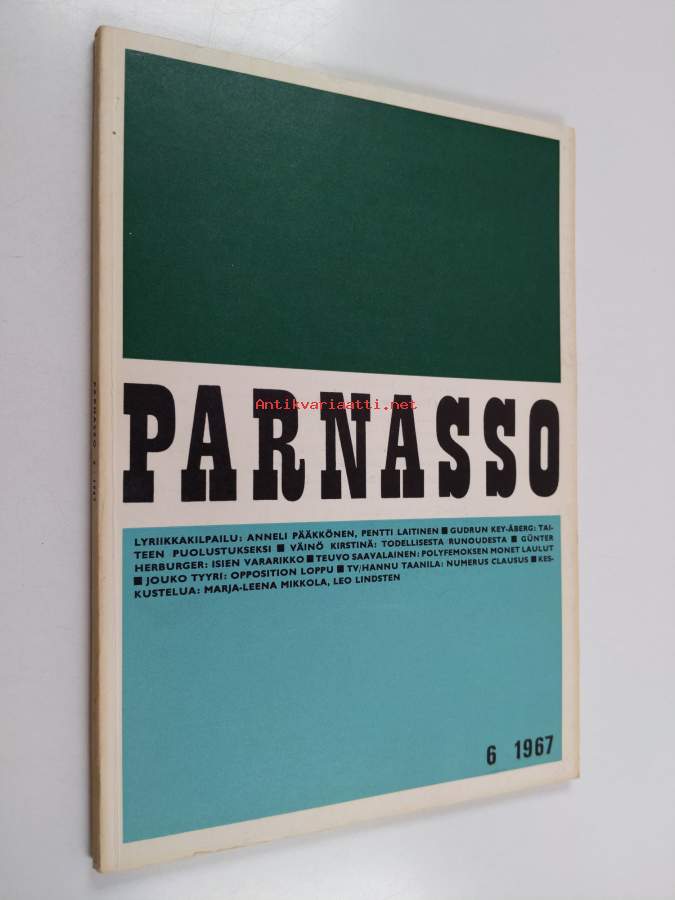 PARNASSO
Antikvariaatti.net
LYRIIKKAKILPAILU: ANNELI PÄÄKKÖNEN, PENTTI LAITINEN ■ GUDRUN KEY-ÅBERG: TAI-
TEEN PUOLUSTUKSEKSI ■ VÄINÖ KIRSTINÄ: TODELLISESTA RUNOUDESTA ■ GÜNTER
HERBURGER: ISIEN VARARIKKO ■ TEUVO SAAVALAINEN: POLYFEMOKSEN MONET LAULUT
■ JOUKO TYYRI: OPPOSITION LOPPU ■ TV/HANNU TAANILA: NUMERUS CLAUSUS ■ KES-
KUSTELUA: MARJA-LEENA MIKKOLA, LEO LINDSTEN
6 1967
PARNASSO 1967